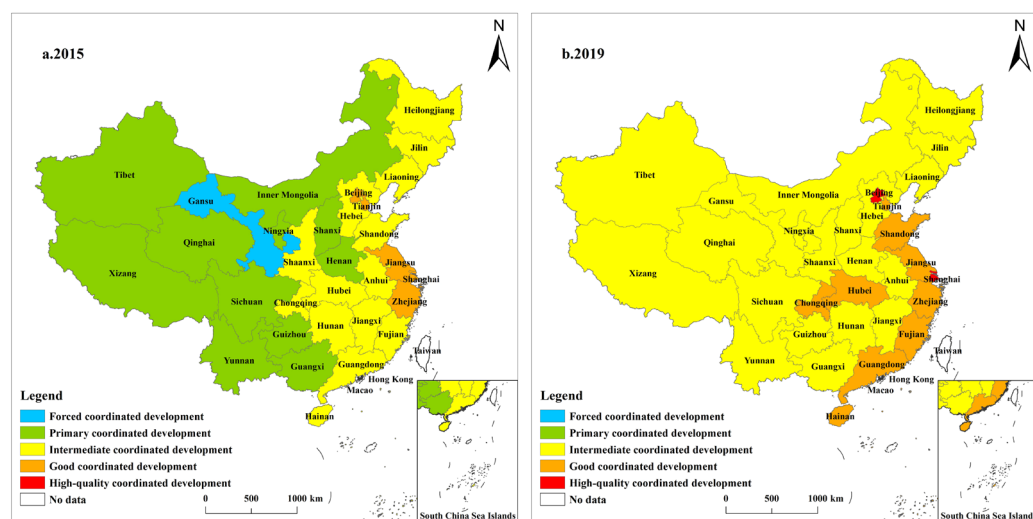 a.2015
N
Heilongjiang
Jilin
Liaoning
Tibet
Inner Mongolia
Beijing
Tianjin
Gansu
Hebei
Ningxia
Shanxi
Shandong
Qinghai
Shaanxi
Henan
Jiangsu
Xizang
Anhui
Shanghai
Hubei
Sichuan
Chongqing
Zhejiang
Hunan
Jiangxi
Guizhou
Fujian
Yunnan
Guangxi
Guangdong
Taiwan
Hong Kong
Macao
Hainan
Legend
Forced coordinated development
Primary coordinated development
Intermediate coordinated development
Good coordinated development
High-quality coordinated development
No data
0 500 1000 km
South China Sea Islands
b.2019
N
Heilongjiang
Jilin
Liaoning
Tibet
Inner Mongolia
Beijing
Tianjin
Gansu
Hebei
Ningxia
Shanxi
Shandong
Qinghai
Shaanxi
Henan
Jiangsu
Xizang
Anhui
Shanghai
Hubei
Sichuan
Chongqing
Zhejiang
Hunan
Jiangxi
Guizhou
Fujian
Yunnan
Guangxi
Guangdong
Taiwan
Hong Kong
Macao
Hainan
Legend
Forced coordinated development
Primary coordinated development
Intermediate coordinated development
Good coordinated development
High-quality coordinated development
No data
0 500 1000 km
South China Sea Islands